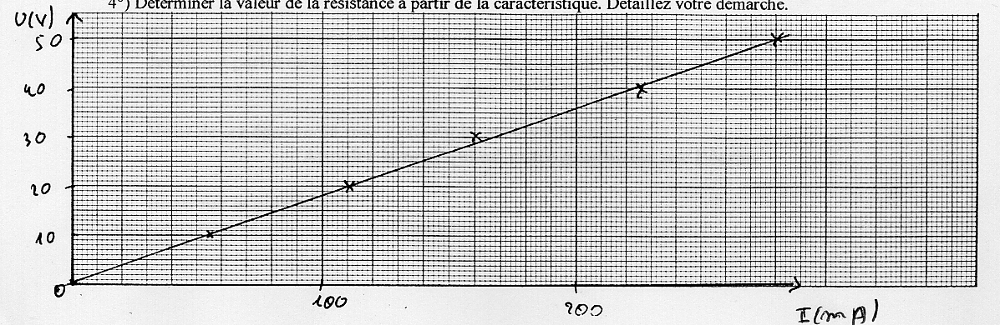 4°) Déterminer la valeur de la résistance à partir de la caractéristique. Détaillez votre démarche.
U(V)
50
40
30
20
10
0
100
200
I(mA)